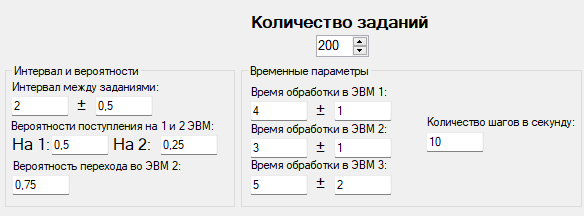 Количество заданий
200
Интервал и вероятности
Интервал между заданиями:
2 ± 0,5
Вероятности поступления на 1 и 2 ЭВМ:
На 1: 0,5 На 2: 0,25
Вероятность перехода во ЭВМ 2:
0,75
Временные параметры
Время обработки в ЭВМ 1:
4 ± 1
Время обработки в ЭВМ 2:
3 ± 1
Время обработки в ЭВМ 3:
5 ± 2
Количество шагов в секунду:
10